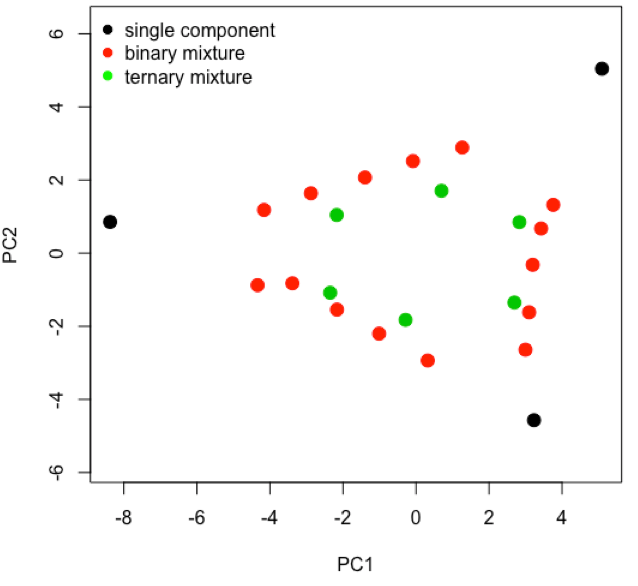 single component
binary mixture
ternary mixture
6
4
2
0
-2
-4
-6
PC2
-8 -6 -4 -2 0 2 4
PC1